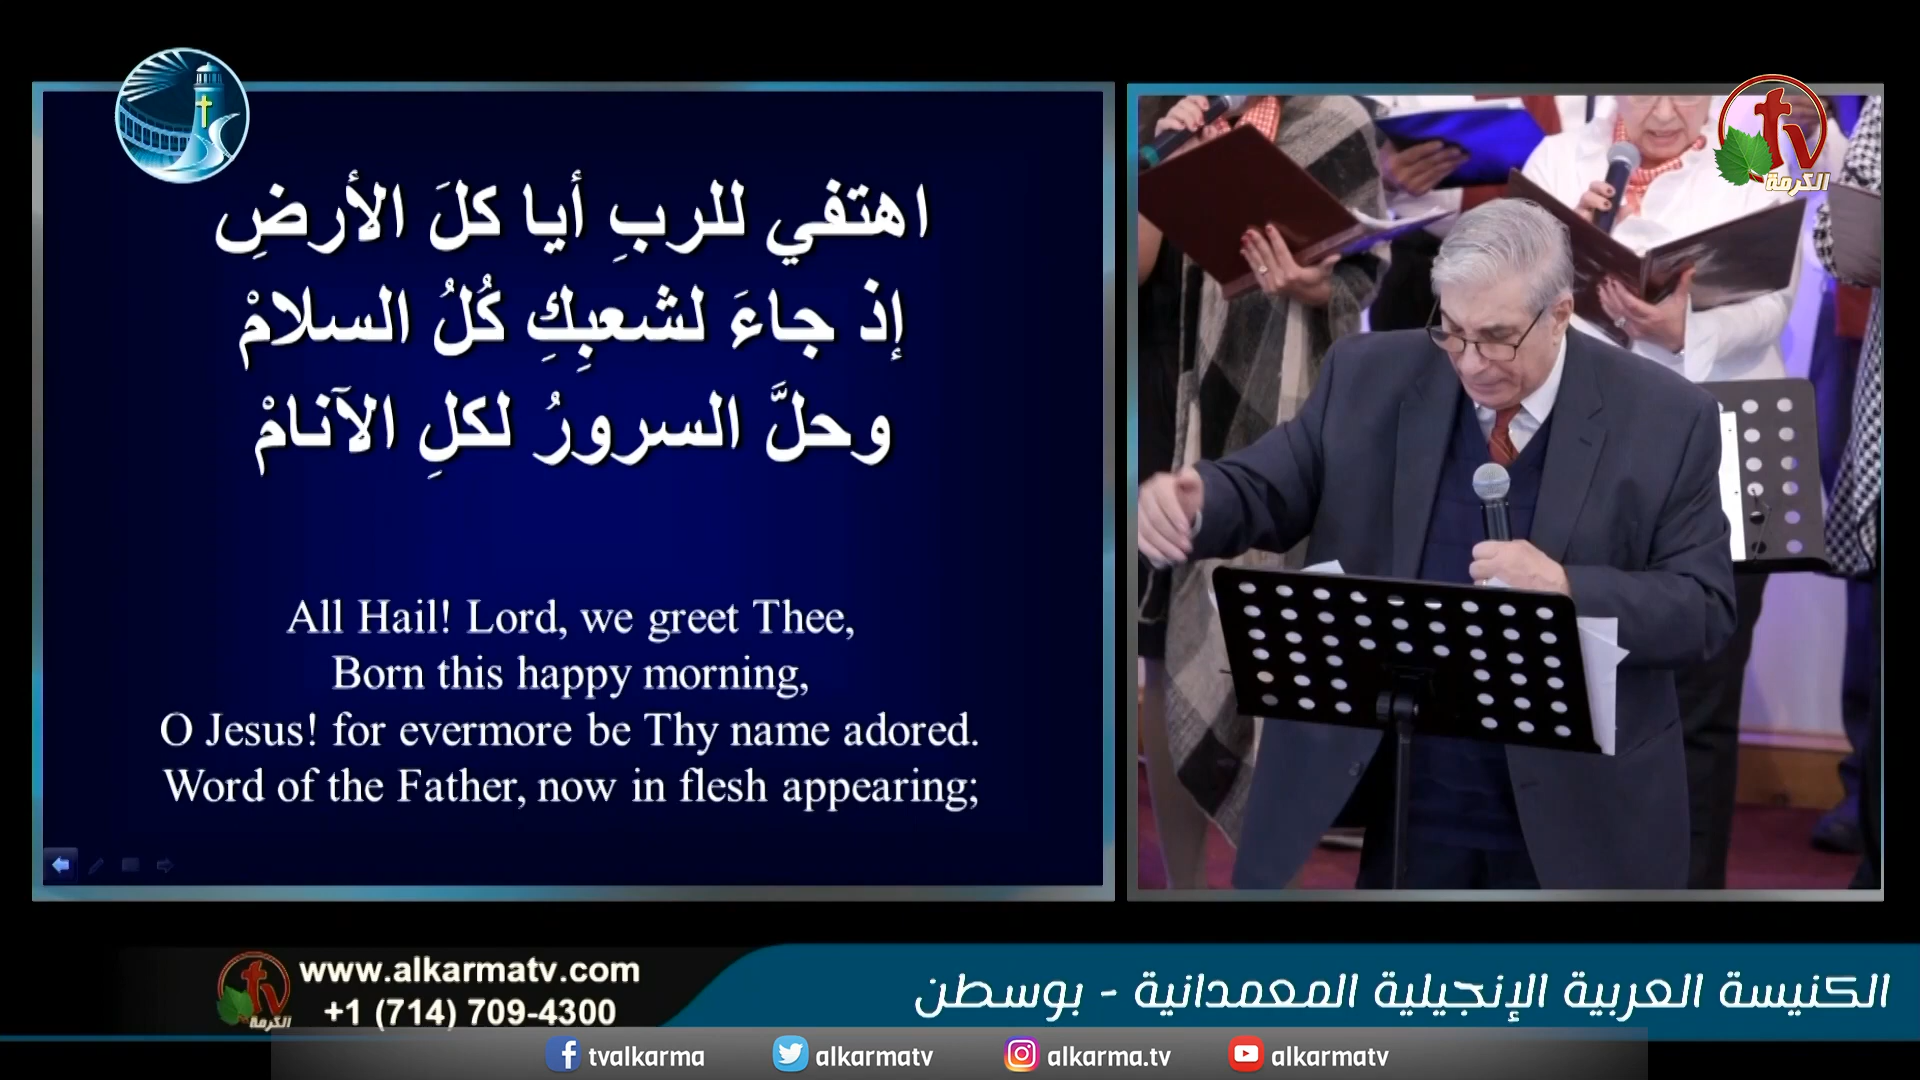 اهتفي للربِ أيا كلَ الأرضِ
إذ جاءَ لشعبِكِ كُلُ السلامْ
وحلَّ السرورُ لكلِ الآنامْ
All Hail! Lord, we greet Thee,
Born this happy morning,
O Jesus! for evermore be Thy name adored.
Word of the Father, now in flesh appearing;
tv
الكرمة
tv
الكرمة
www.alkarmatv.com
+1 (714) 709-4300
الكنيسة العربية الإنجيلية المعمدانية - بوسطن
tvalkarma
alkarmatv
alkarma.tv
alkarmatv